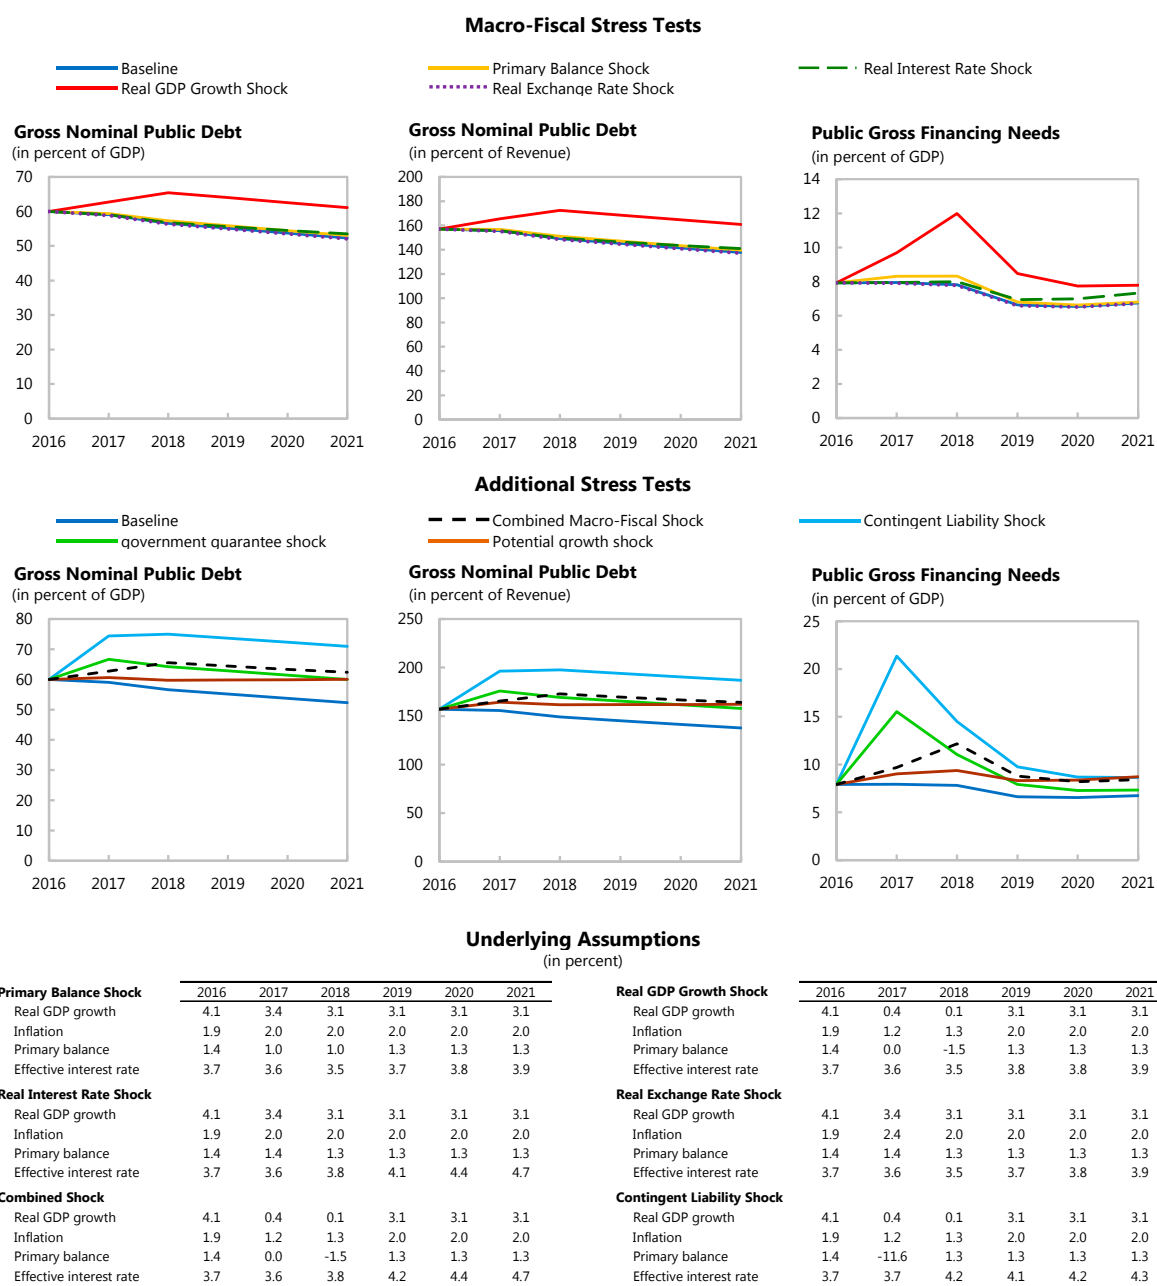 Macro-Fiscal Stress Tests
Baseline Primary Balance Shock Real Interest Rate Shock
Real GDP Growth Shock Real Exchange Rate Shock
Gross Nominal Public Debt
(in percent of GDP)
70
60
50
40
30
20
10
0
2016 2017 2018 2019 2020 2021
Gross Nominal Public Debt
(in percent of Revenue)
200
180
160
140
120
100
80
60
40
20
0
2016 2017 2018 2019 2020 2021
Public Gross Financing Needs
(in percent of GDP)
14
12
10
8
6
4
2
0
2016 2017 2018 2019 2020 2021
Additional Stress Tests
Baseline Combined Macro-Fiscal Shock Contingent Liability Shock
government guarantee shock Potential growth shock
Gross Nominal Public Debt
(in percent of GDP)
80
70
60
50
40
30
20
10
0
2016 2017 2018 2019 2020 2021
Gross Nominal Public Debt
(in percent of Revenue)
250
200
150
100
50
0
2016 2017 2018 2019 2020 2021
Public Gross Financing Needs
(in percent of GDP)
25
20
15
10
5
0
2016 2017 2018 2019 2020 2021
Underlying Assumptions
(in percent)
Primary Balance Shock 2016 2017 2018 2019 2020 2021
Real GDP growth 4.1 3.4 3.1 3.1 3.1 3.1
Inflation 1.9 2.0 2.0 2.0 2.0 2.0
Primary balance 1.4 1.0 1.0 1.3 1.3 1.3
Effective interest rate 3.7 3.6 3.5 3.7 3.8 3.9
Real Interest Rate Shock
Real GDP growth 4.1 3.4 3.1 3.1 3.1 3.1
Inflation 1.9 2.0 2.0 2.0 2.0 2.0
Primary balance 1.4 1.4 1.3 1.3 1.3 1.3
Effective interest rate 3.7 3.6 3.8 4.1 4.4 4.7
Combined Shock
Real GDP growth 4.1 0.4 0.1 3.1 3.1 3.1
Inflation 1.9 1.2 1.3 2.0 2.0 2.0
Primary balance 1.4 0.0 -1.5 1.3 1.3 1.3
Effective interest rate 3.7 3.6 3.8 4.2 4.4 4.7
Real GDP Growth Shock 2016 2017 2018 2019 2020 2021
Real GDP growth 4.1 0.4 0.1 3.1 3.1 3.1
Inflation 1.9 1.2 1.3 2.0 2.0 2.0
Primary balance 1.4 0.0 -1.5 1.3 1.3 1.3
Effective interest rate 3.7 3.6 3.5 3.8 3.8 3.9
Real Exchange Rate Shock
Real GDP growth 4.1 3.4 3.1 3.1 3.1 3.1
Inflation 1.9 2.4 2.0 2.0 2.0 2.0
Primary balance 1.4 1.4 1.3 1.3 1.3 1.3
Effective interest rate 3.7 3.6 3.5 3.7 3.8 3.9
Contingent Liability Shock
Real GDP growth 4.1 0.4 0.1 3.1 3.1 3.1
Inflation 1.9 1.2 1.3 2.0 2.0 2.0
Primary balance 1.4 -11.6 1.3 1.3 1.3 1.3
Effective interest rate 3.7 3.7 4.2 4.1 4.2 4.3